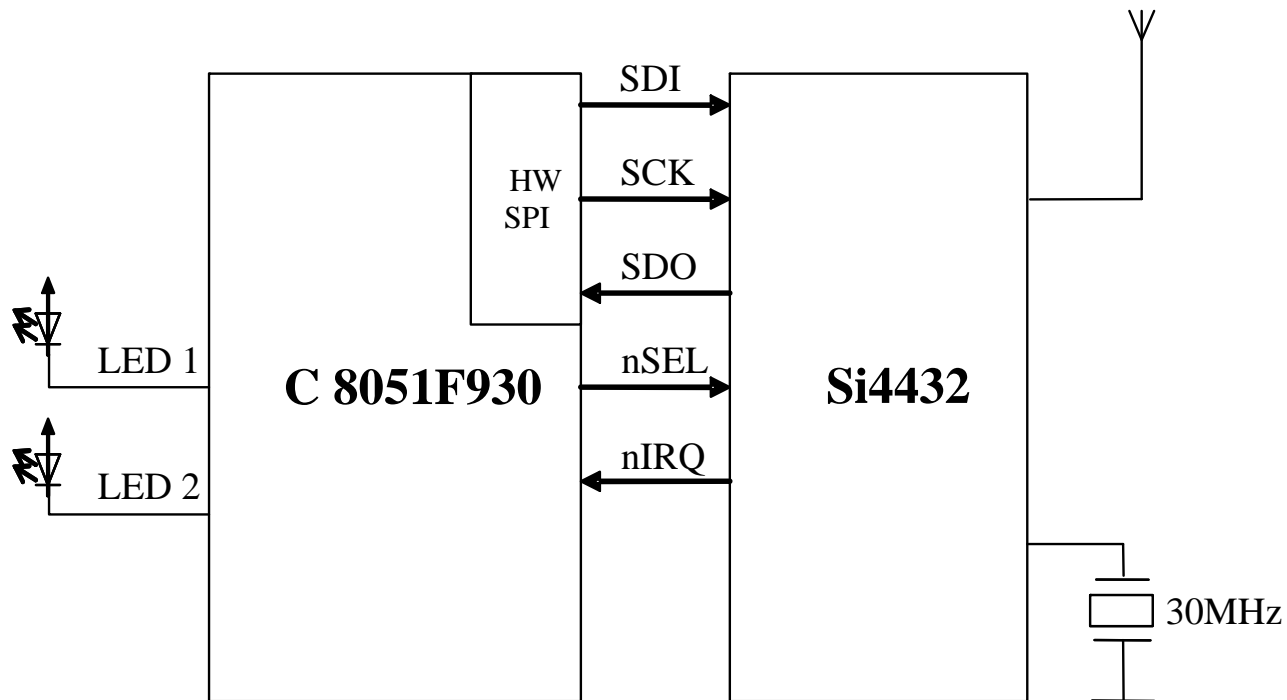 SDI
HW
SPI
SCK
SDO
LED 1
C 8051F930
nSEL
Si4432
nIRQ
LED 2
30MHz